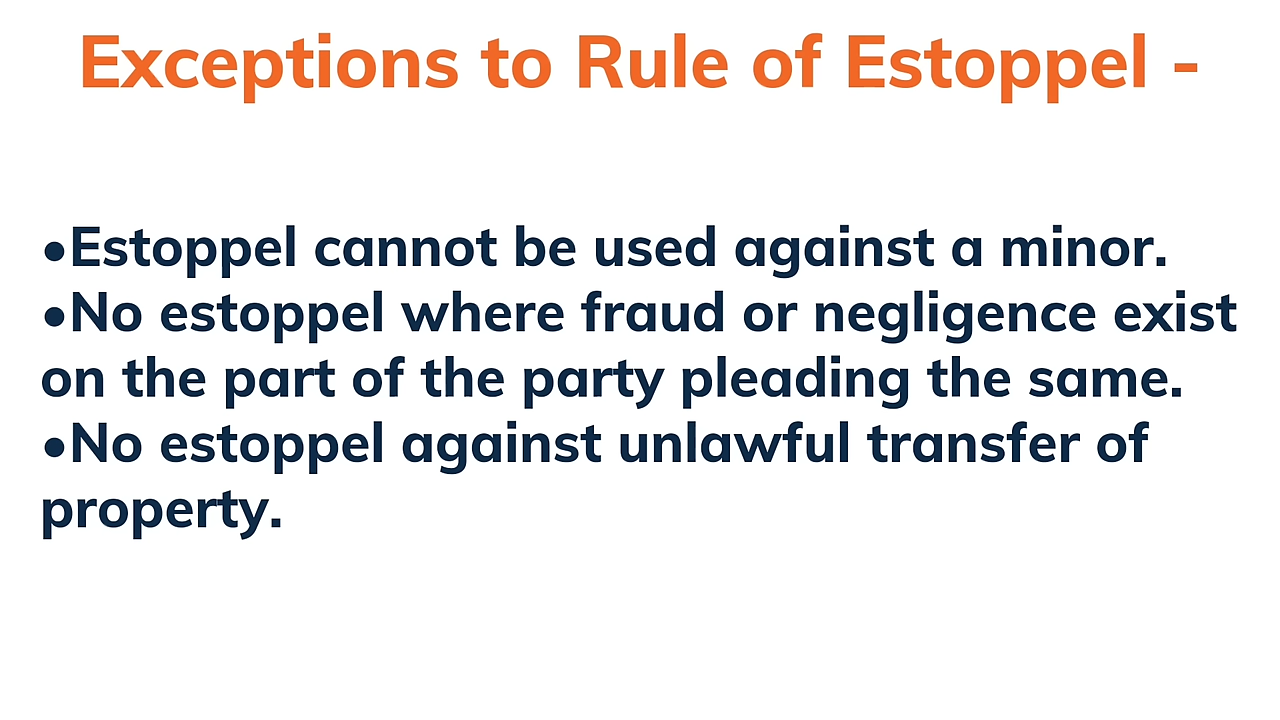 Exceptions to Rule of Estoppel -
•Estoppel cannot be used against a minor.
•No estoppel where fraud or negligence exist
on the part of the party pleading the same.
•No estoppel against unlawful transfer of
property.